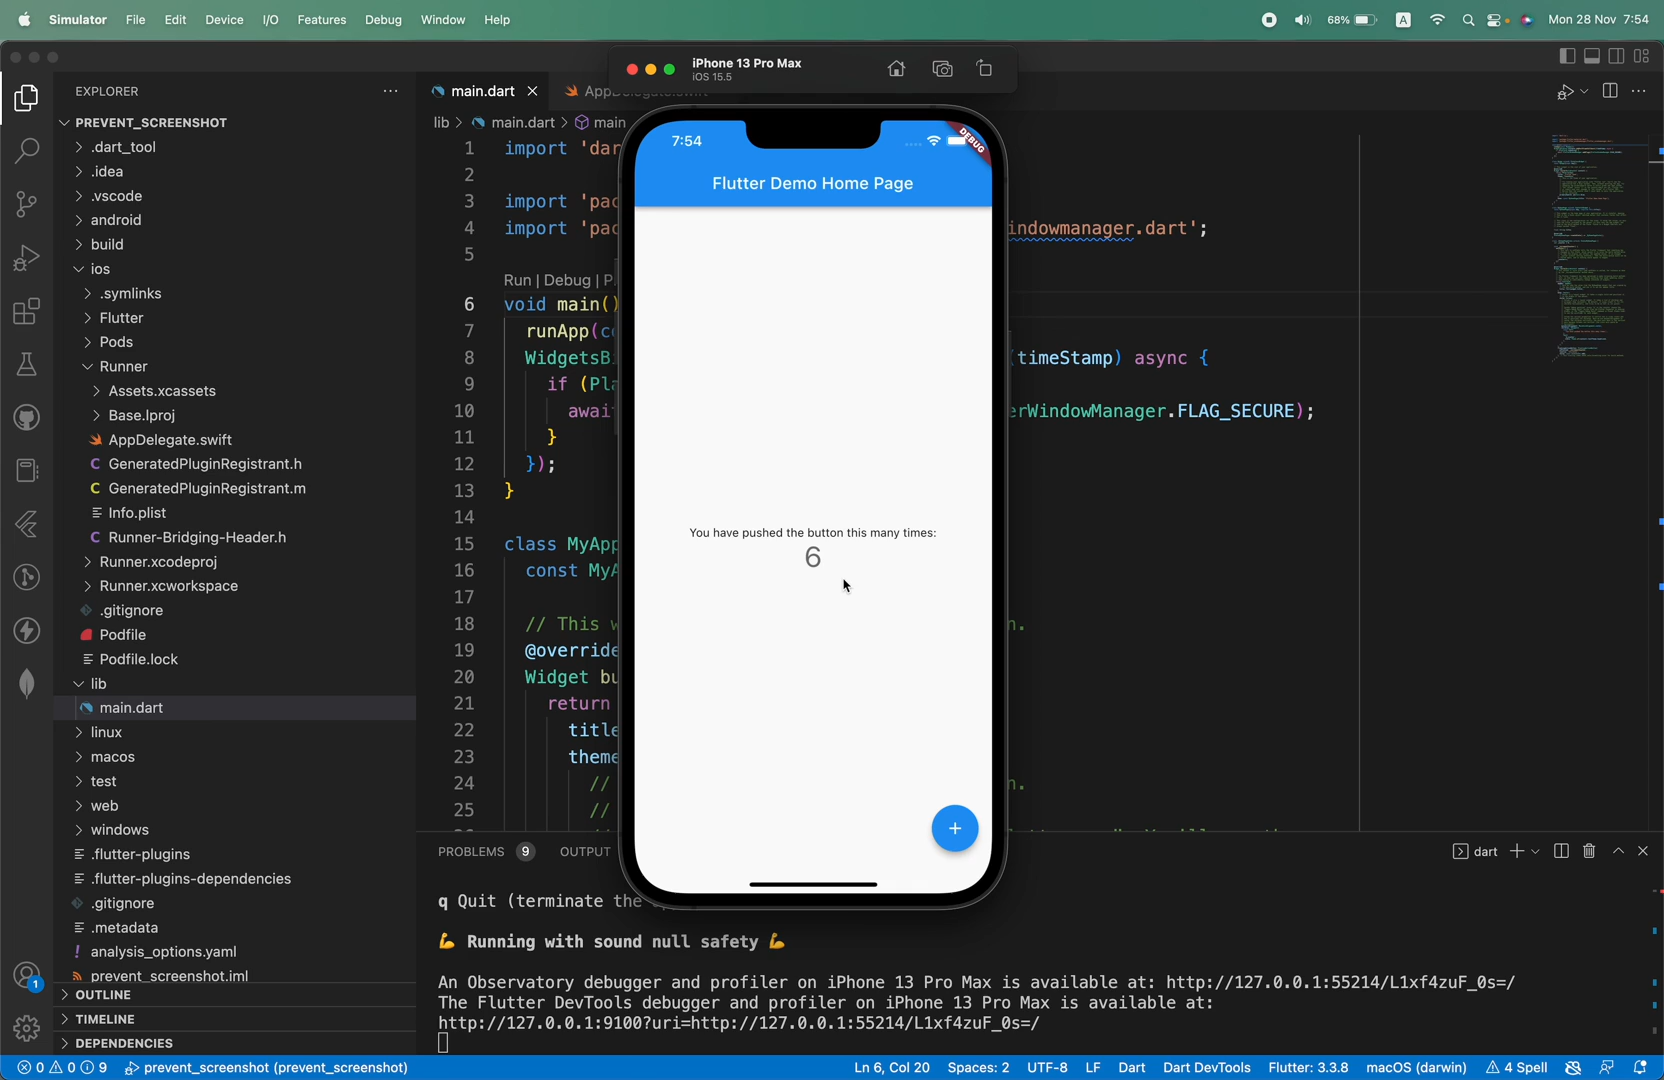 Simulator File Edit Device I/O Features Debug Window Help
68% A Mon 28 Nov 7:54
iPhone 13 Pro Max
iOS 15.5
EXPLORER
main.dart
PREVENT_SCREENSHOT
.dart_tool
.idea
.vscode
android
build
ios
.symlinks
Flutter
Pods
Runner
Assets.xcassets
Base.lproj
AppDelegate.swift
C GeneratedPluginRegistrant.h
C GeneratedPluginRegistrant.m
Info.plist
C Runner-Bridging-Header.h
Runner.xcodeproj
Runner.xcworkspace
.gitignore
Podfile
Podfile.lock
lib
main.dart
linux
macos
test
web
windows
.flutter-plugins
.flutter-plugins-dependencies
.gitignore
.metadata
! analysis_options.yaml
prevent_screenshot.iml
OUTLINE
TIMELINE
DEPENDENCIES
1
lib > main.dart > main
1 import 'dar
2
3 import 'pac
4 import 'pac indowmanager.dart';
5
Run | Debug | P
6 void main()
7 runApp(co
8 WidgetsB (timeStamp) async {
9 if (Pla
10 awai erWindowManager.FLAG_SECURE);
11 }
12 });
13 }
14
15 class MyApp
16 const MyA
17
18 // This w n.
19 @override
20 Widget bu
21 return
22 title
23 theme
24 // n.
25 //
7:54
DEBUG
Flutter Demo Home Page
You have pushed the button this many times:
6
+
PROBLEMS 9 OUTPUT
dart
q Quit (terminate the
💪 Running with sound null safety 💪
An Observatory debugger and profiler on iPhone 13 Pro Max is available at: http://127.0.0.1:55214/L1xf4zuF_0s=/
The Flutter DevTools debugger and profiler on iPhone 13 Pro Max is available at:
http://127.0.0.1:9100?uri=http://127.0.0.1:55214/L1xf4zuF_0s=/
0 0 9 prevent_screenshot (prevent_screenshot)
Ln 6, Col 20 Spaces: 2 UTF-8 LF Dart Dart DevTools Flutter: 3.3.8 macOS (darwin) 4 Spell